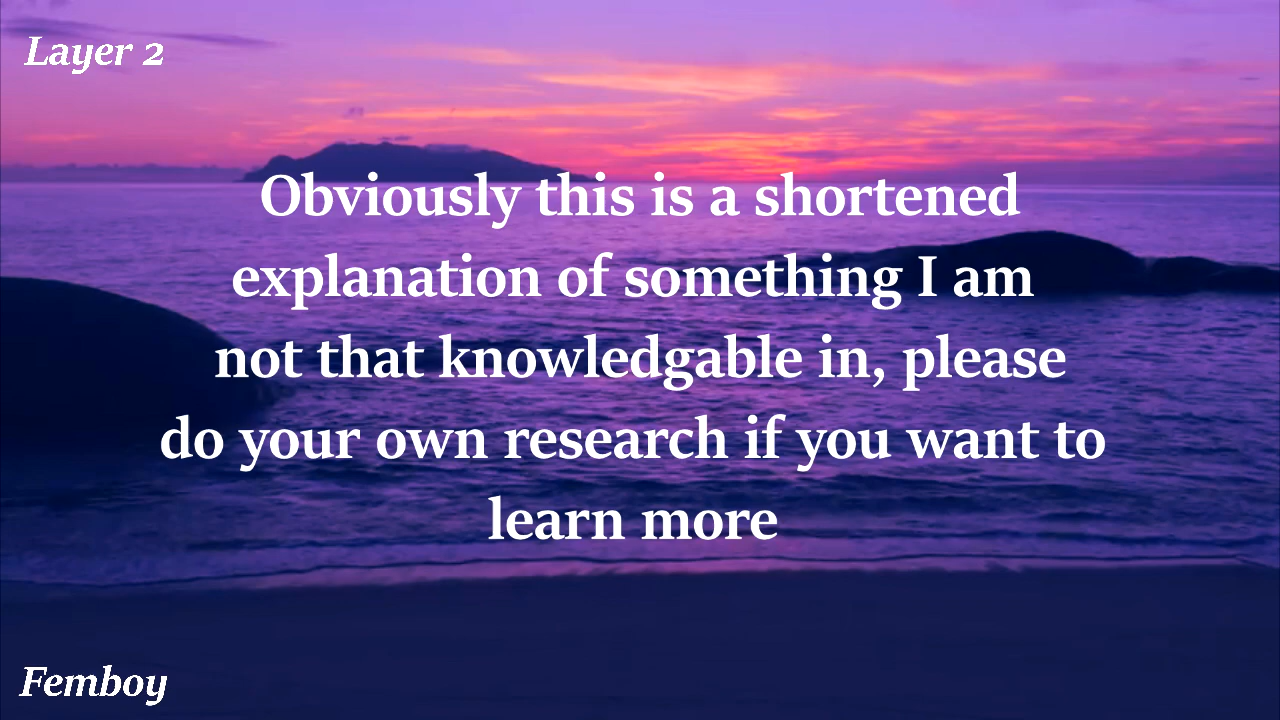 Layer 2
Obviously this is a shortened
explanation of something I am
not that knowledgable in, please
do your own research if you want to
learn more
Femboy